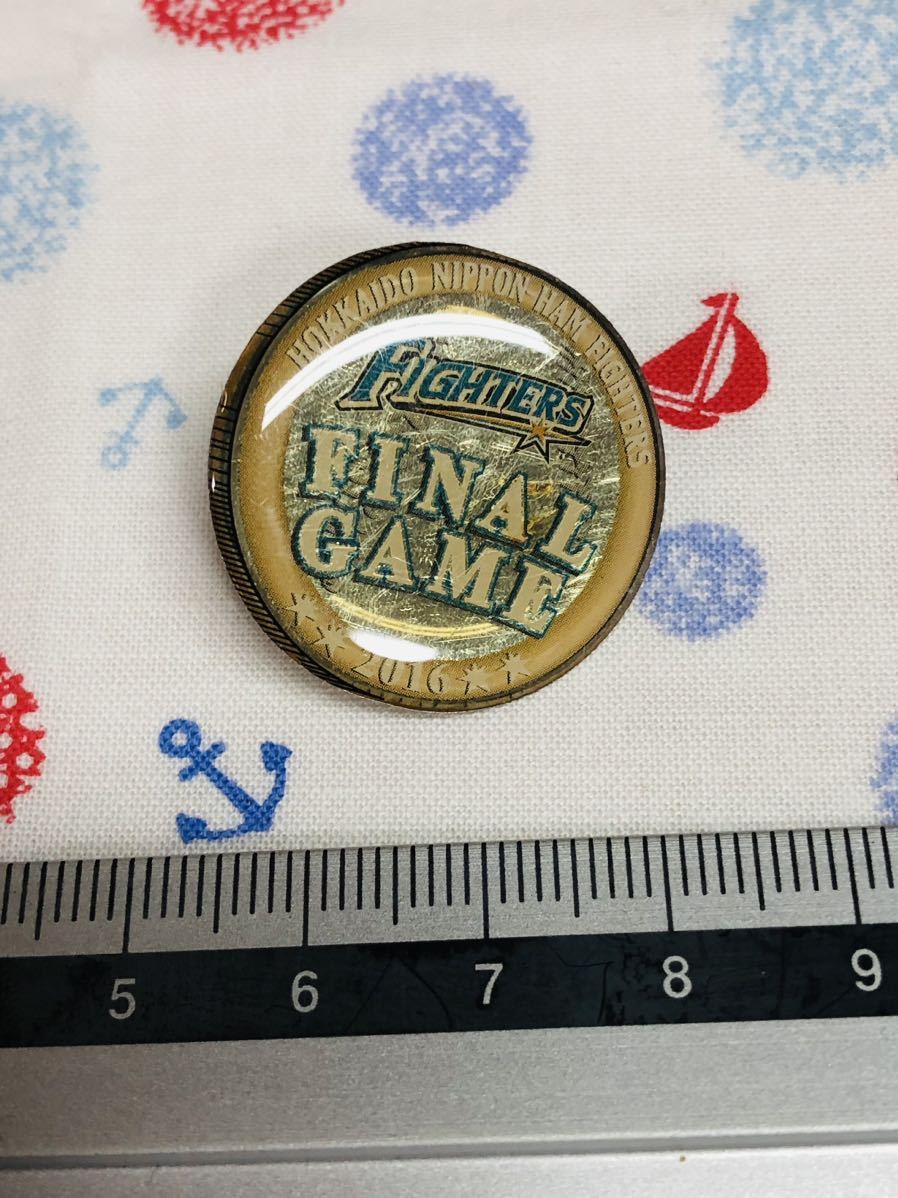 HOKKAIDO NIPPON HAM FIGHTERS
FIGHTERS
FINAL
GAME
2016
5 6 7 8 9